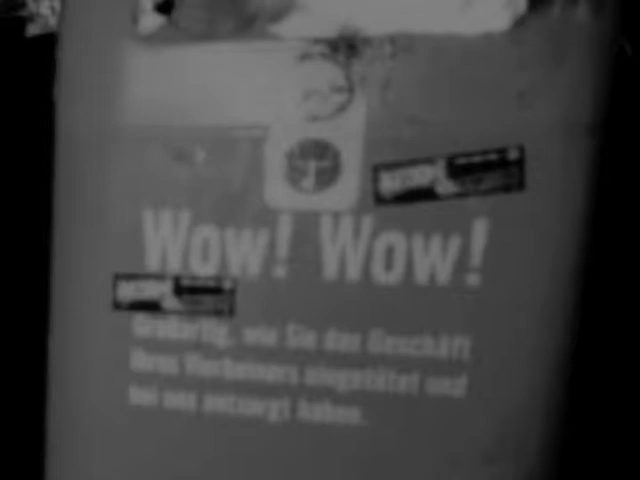 Wow! Wow!
Großartig, wie Sie das Geschäft
Ihres Vierbeiners eingetütet und
bei uns entsorgt haben.